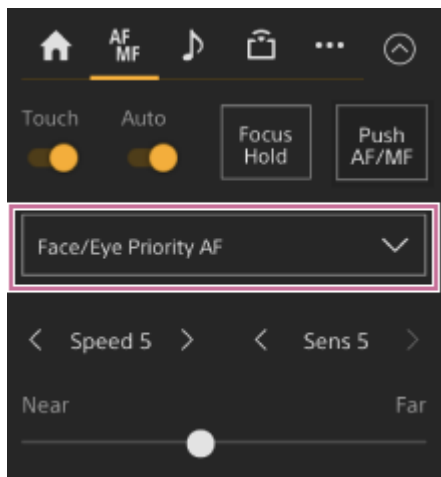 AF
MF
Touch Auto
Focus
Hold
Push
AF/MF
Face/Eye Priority AF
Speed 5 Sens 5
Near Far